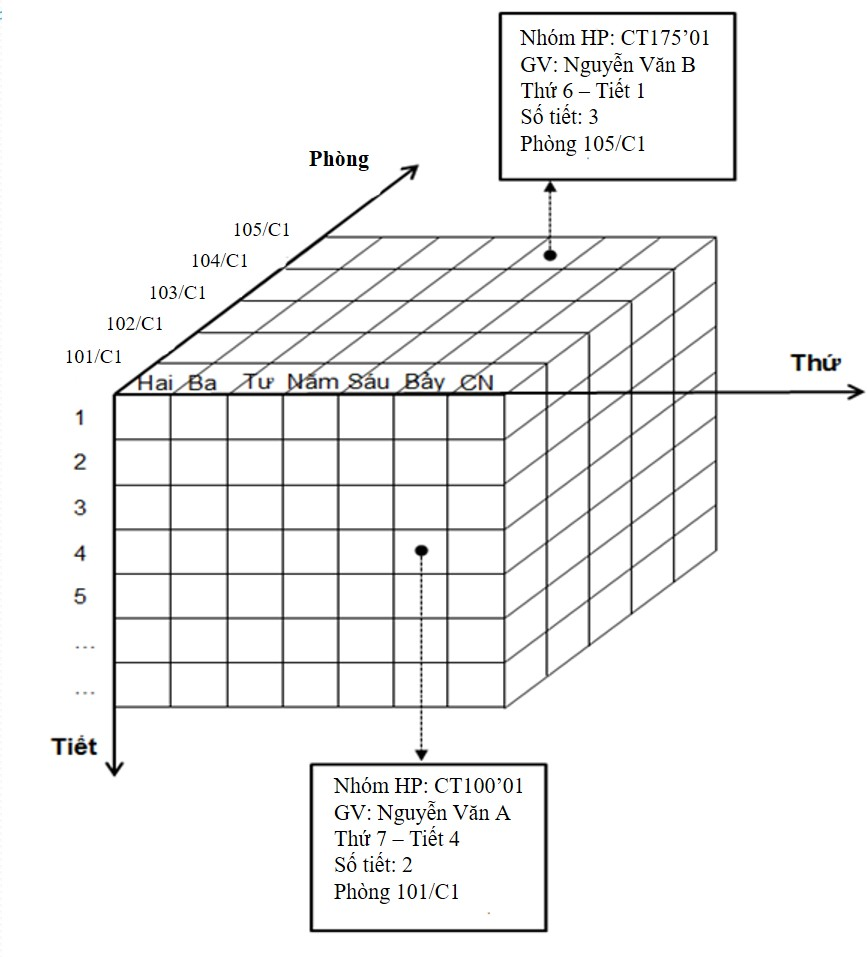 Nhóm HP: CT175’01
GV: Nguyễn Văn B
Thứ 6 – Tiết 1
Số tiết: 3
Phòng 105/C1
Phòng
105/C1
104/C1
103/C1
102/C1
101/C1
Thứ
Hai Ba Tư Năm Sáu Bảy CN
1
2
3
4
5
...
...
Tiết
Nhóm HP: CT100’01
GV: Nguyễn Văn A
Thứ 7 – Tiết 4
Số tiết: 2
Phòng 101/C1